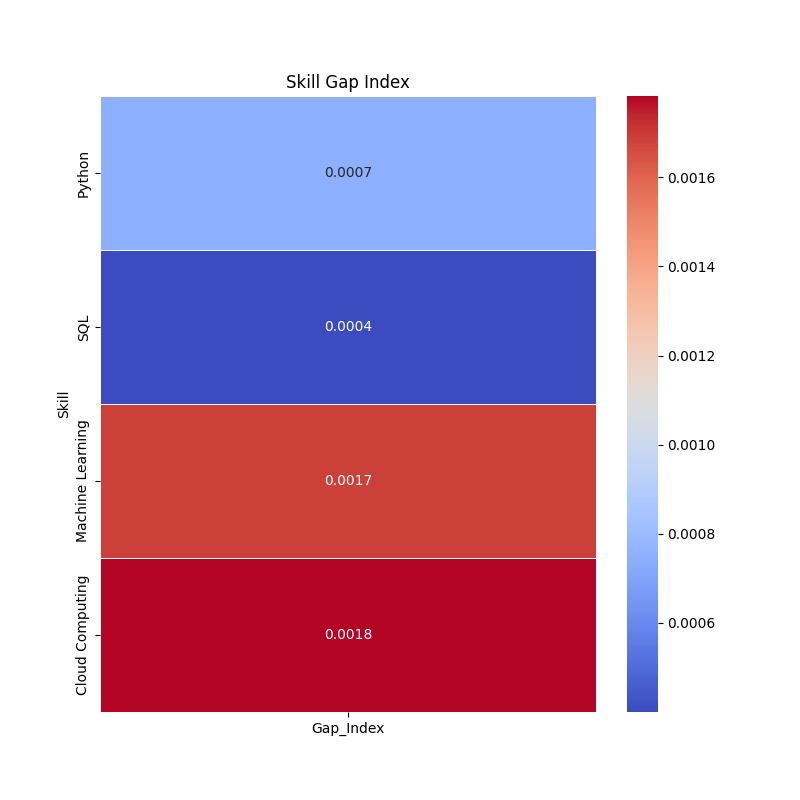 Skill Gap Index
Skill
Python
0.0007
SQL
0.0004
Machine Learning
0.0017
Cloud Computing
0.0018
Gap_Index
0.0016
0.0014
0.0012
0.0010
0.0008
0.0006